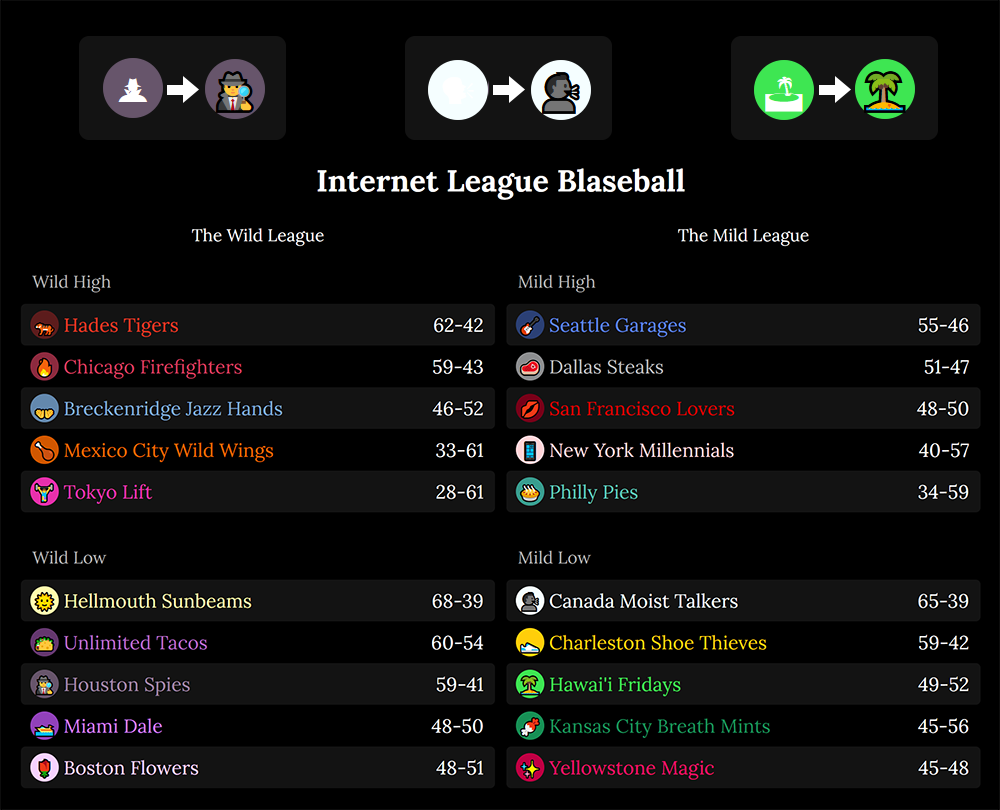 Internet League Blaseball
The Wild League
Wild High
Hades Tigers 62-42
Chicago Firefighters 59-43
Breckenridge Jazz Hands 46-52
Mexico City Wild Wings 33-61
Tokyo Lift 28-61
Wild Low
Hellmouth Sunbeams 68-39
Unlimited Tacos 60-54
Houston Spies 59-41
Miami Dale 48-50
Boston Flowers 48-51
The Mild League
Mild High
Seattle Garages 55-46
Dallas Steaks 51-47
San Francisco Lovers 48-50
New York Millennials 40-57
Philly Pies 34-59
Mild Low
Canada Moist Talkers 65-39
Charleston Shoe Thieves 59-42
Hawai'i Fridays 49-52
Kansas City Breath Mints 45-56
Yellowstone Magic 45-48